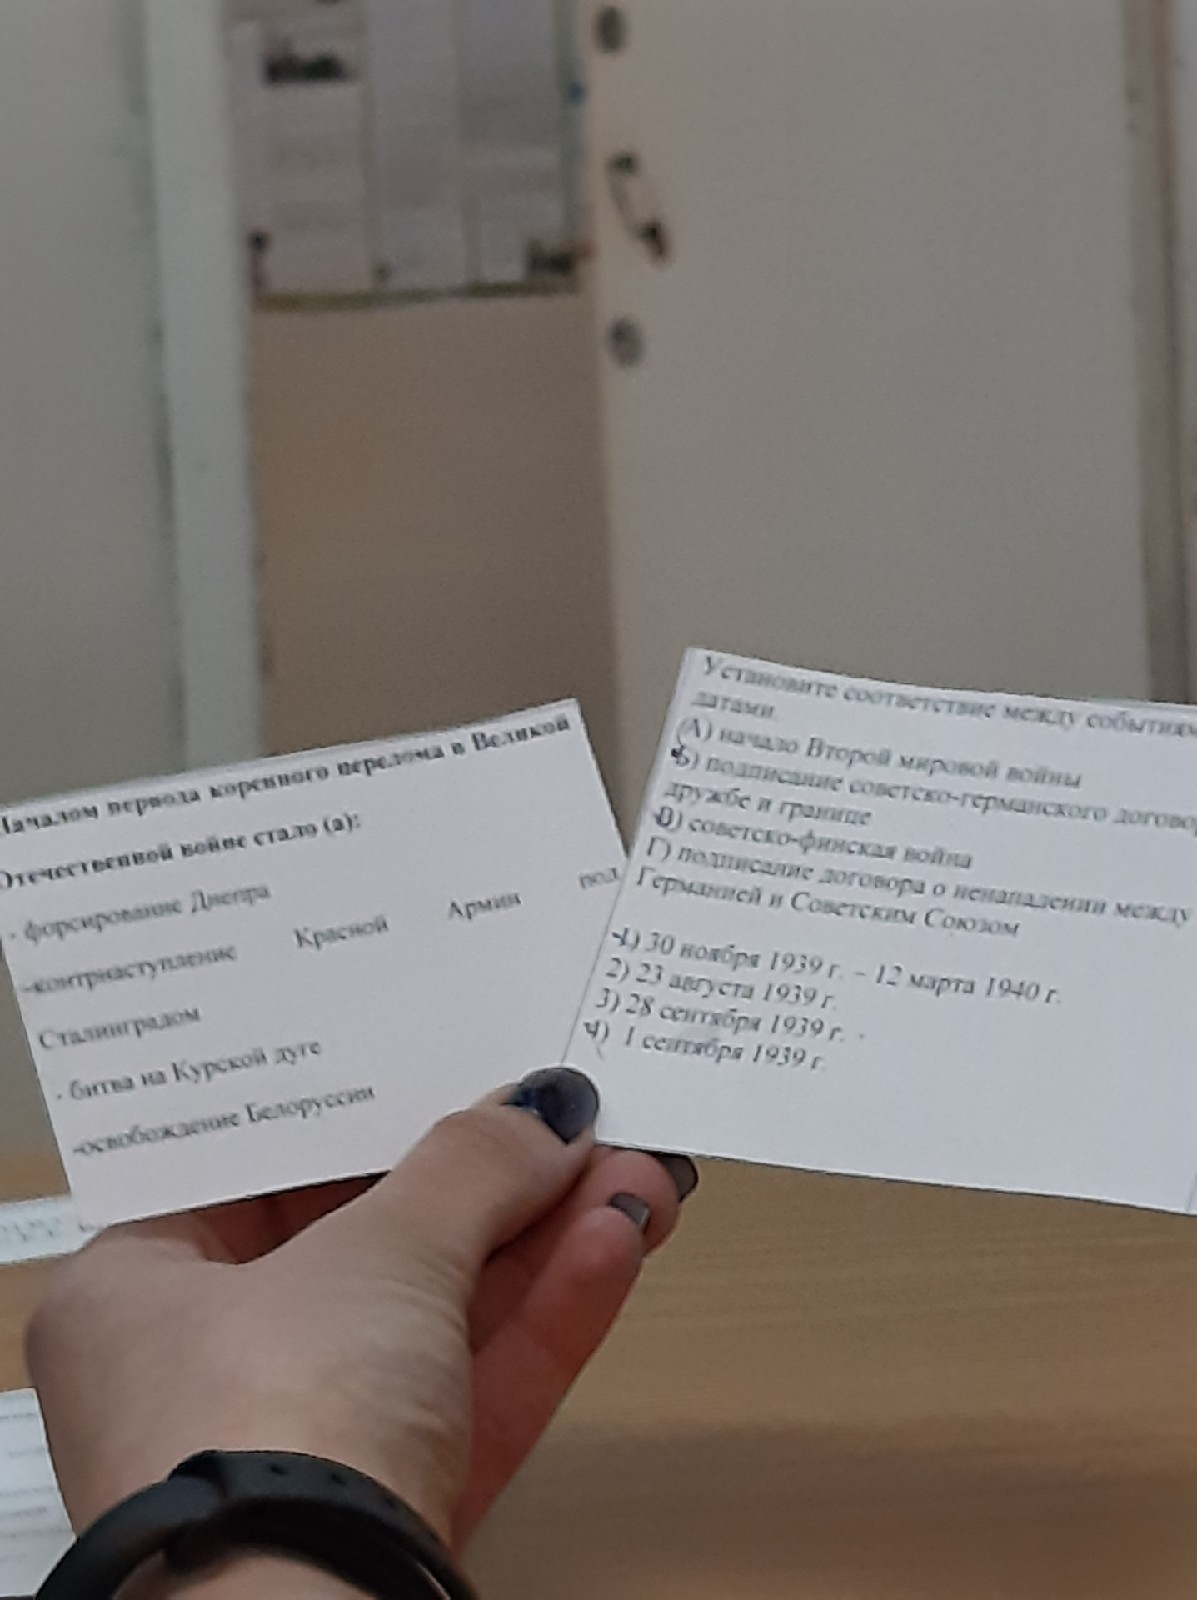 Началом периода коренного перелома в Великой
Отечественной войне стало (а):
- форсирование Днепра
-контрнаступление Красной Армии под
Сталинградом
- битва на Курской дуге
-освобождение Белоруссии
Установите соответствие между событиями
датами
А) начало Второй мировой войны
Б) подписание советско-германского догово
дружбе и границе
В) советско-финская война
Г) подписание договора о ненападении между
Германией и Советским Союзом
1) 30 ноября 1939 г. – 12 марта 1940 г.
2) 23 августа 1939 г.
3) 28 сентября 1939 г.
4) 1 сентября 1939 г.